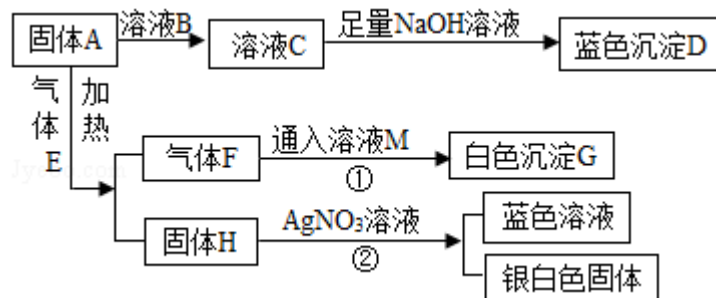 固体A
溶液B
溶液C
足量NaOH溶液
蓝色沉淀D
气体E
加热
气体F
通入溶液M
①
白色沉淀G
固体H
AgNO₃溶液
②
蓝色溶液
银白色固体